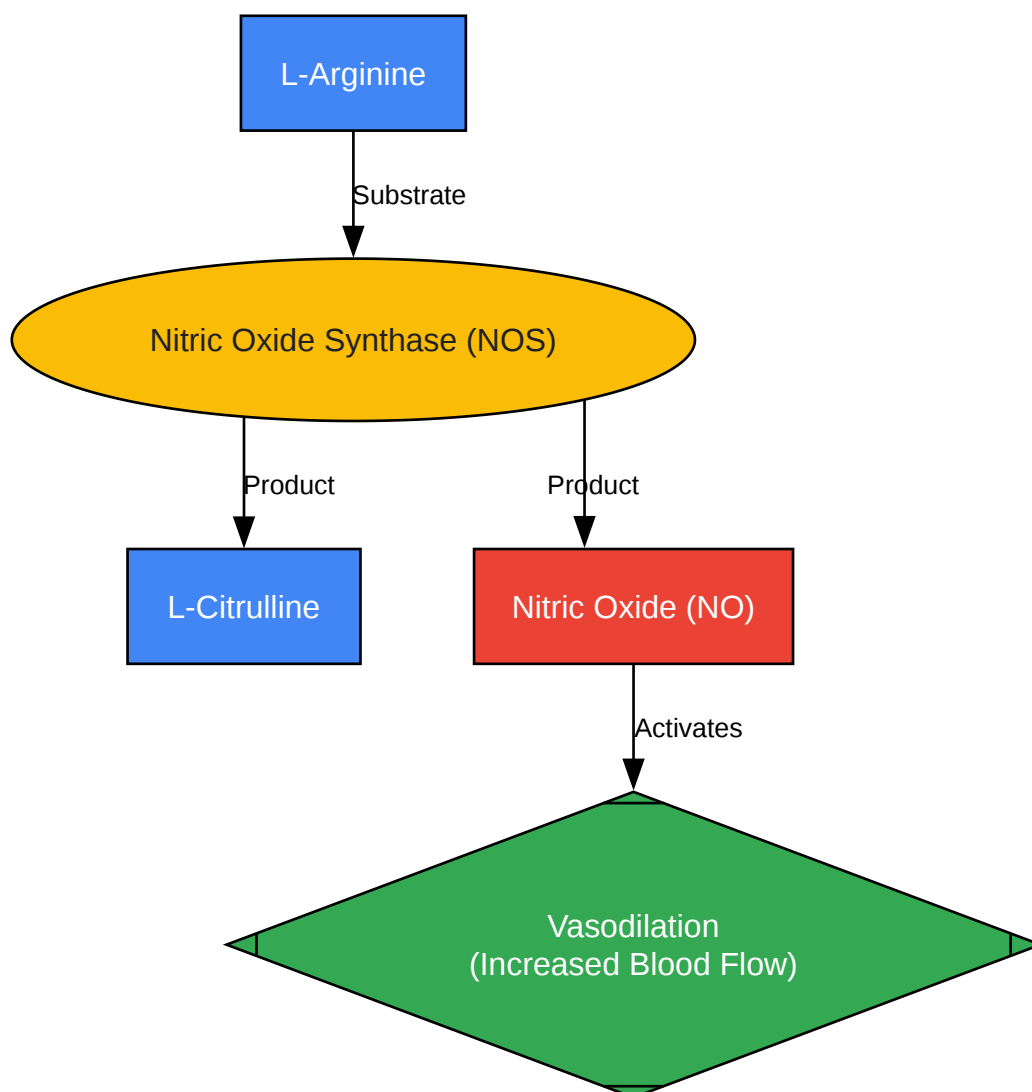 L-Arginine
Substrate
Nitric Oxide Synthase (NOS)
Product
Product
L-Citrulline
Nitric Oxide (NO)
Activates
Vasodilation
(Increased Blood Flow)